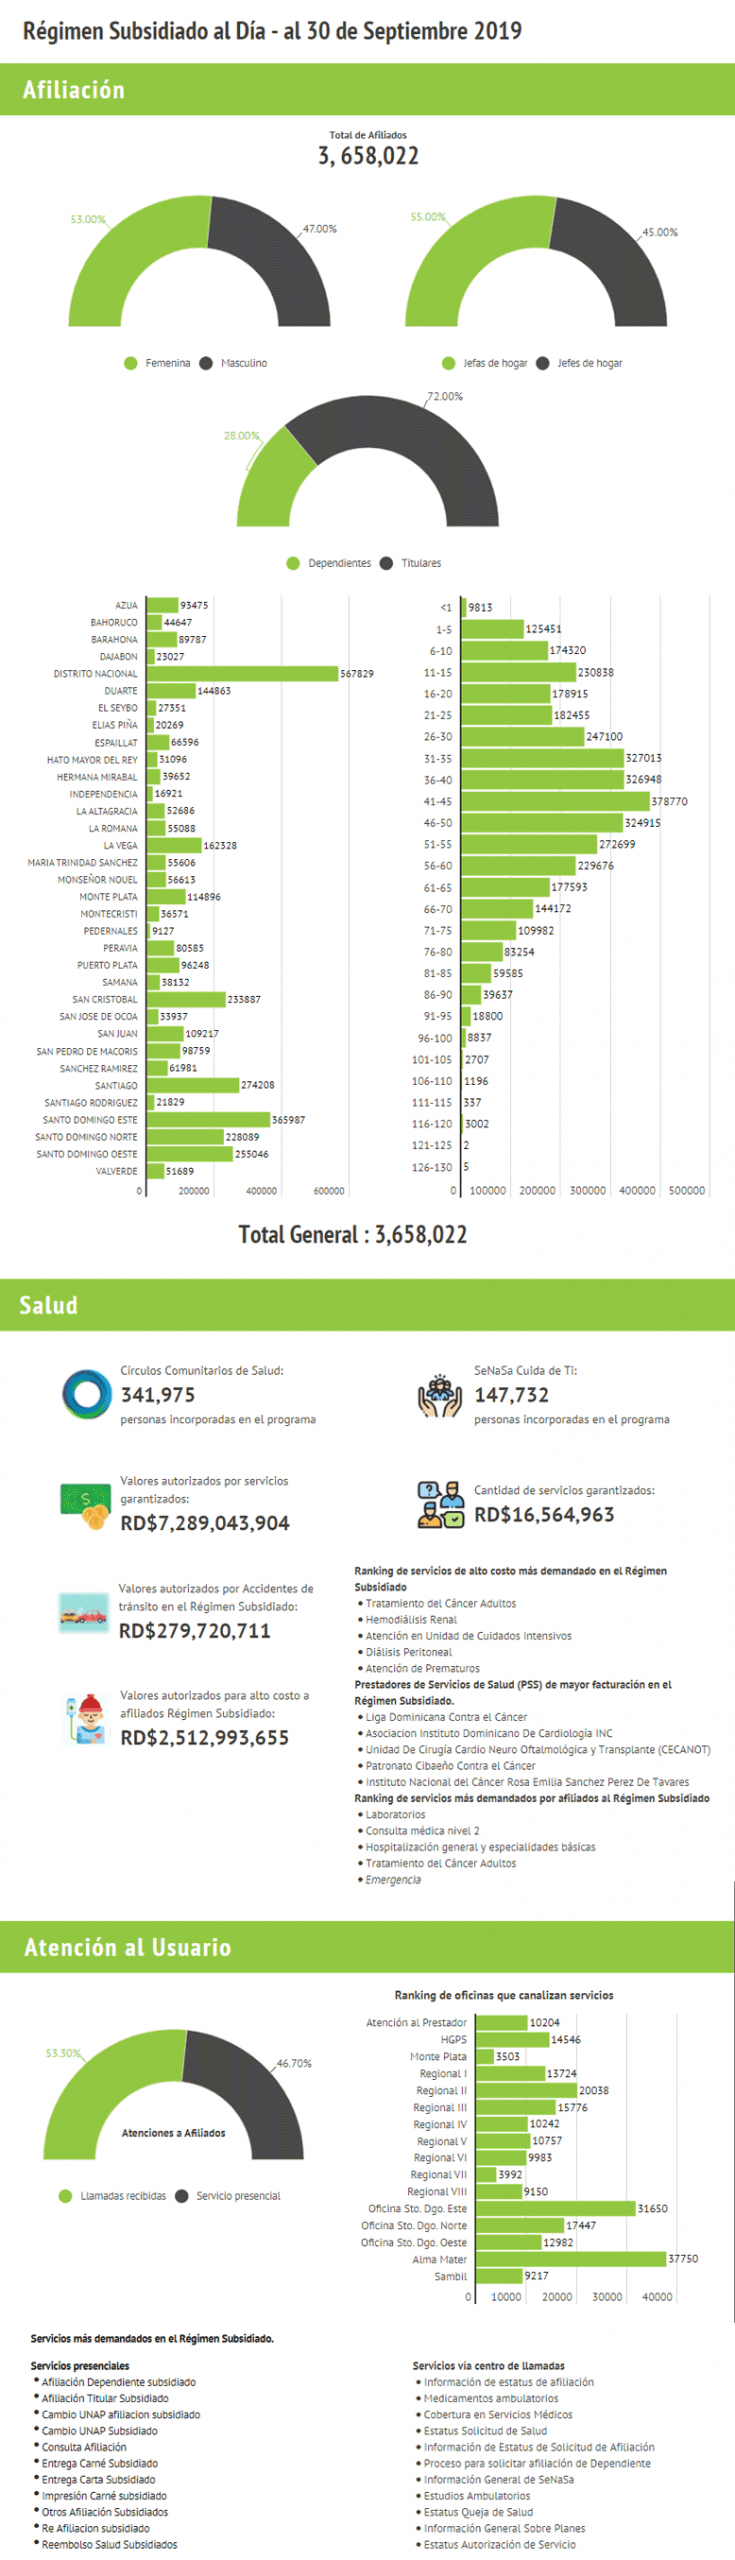 Régimen Subsidiado al Día - al 30 de Septiembre 2019
Afiliación
Total de Afiliados
3, 658,022
53.00%
47.00%
Femenina
Masculino
55.00%
45.00%
Jefas de hogar
Jefes de hogar
28.00%
72.00%
Dependientes
Titulares
AZUA 93475
BAHORUCO 44647
BARAHONA 89787
DAJABON 23027
DISTRITO NACIONAL 567829
DUARTE 144863
EL SEYBO 27351
ELIAS PIÑA 20269
ESPAILLAT 66596
HATO MAYOR DEL REY 31096
HERMANA MIRABAL 39652
INDEPENDENCIA 16921
LA ALTAGRACIA 52686
LA ROMANA 55088
LA VEGA 162328
MARIA TRINIDAD SANCHEZ 55606
MONSEÑOR NOUEL 56613
MONTE PLATA 114896
MONTECRISTI 36571
PEDERNALES 9127
PERAVIA 80585
PUERTO PLATA 96248
SAMANA 38132
SAN CRISTOBAL 233887
SAN JOSE DE OCOA 33937
SAN JUAN 109217
SAN PEDRO DE MACORIS 98759
SANCHEZ RAMIREZ 61981
SANTIAGO 274208
SANTIAGO RODRIGUEZ 21829
SANTO DOMINGO ESTE 365987
SANTO DOMINGO NORTE 228089
SANTO DOMINGO OESTE 255046
VALVERDE 51689
0 200000 400000 600000
<1 9813
1-5 125451
6-10 174320
11-15 230838
16-20 178915
21-25 182455
26-30 247100
31-35 327013
36-40 326948
41-45 378770
46-50 324915
51-55 272699
56-60 229676
61-65 177593
66-70 144172
71-75 109982
76-80 83254
81-85 59585
86-90 39637
91-95 18800
96-100 8837
101-105 2707
106-110 1196
111-115 337
116-120 3002
121-125 2
126-130 5
0 100000 200000 300000 400000 500000
Total General : 3,658,022
Salud
Círculos Comunitarios de Salud:
341,975
personas incorporadas en el programa
SeNaSa Cuida de Ti:
147,732
personas incorporadas en el programa
Valores autorizados por servicios
garantizados:
RD$7,289,043,904
Cantidad de servicios garantizados:
RD$16,564,963
Valores autorizados por Accidentes de
tránsito en el Régimen Subsidiado:
RD$279,720,711
Valores autorizados para alto costo a
afiliados Régimen Subsidiado:
RD$2,512,993,655
Ranking de servicios de alto costo más demandado en el Régimen
Subsidiado
• Tratamiento del Cáncer Adultos
• Hemodiálisis Renal
• Atención en Unidad de Cuidados Intensivos
• Diálisis Peritoneal
• Atención de Prematuros
Prestadores de Servicios de Salud (PSS) de mayor facturación en el
Régimen Subsidiado.
• Liga Dominicana Contra el Cáncer
• Asociacion Instituto Dominicano De Cardiología INC
• Unidad De Cirugía Cardio Neuro Oftalmológica y Transplante (CECANOT)
• Patronato Cibaeño Contra el Cáncer
• Instituto Nacional del Cáncer Rosa Emilia Sanchez Perez De Tavares
Ranking de servicios más demandados por afiliados al Régimen Subsidiado
• Laboratorios
• Consulta médica nivel 2
• Hospitalización general y especialidades básicas
• Tratamiento del Cáncer Adultos
• Emergencia
Atención al Usuario
53.30%
46.70%
Atenciones a Afiliados
Llamadas recibidas
Servicio presencial
Ranking de oficinas que canalizan servicios
Atención al Prestador 10204
HGPS 14546
Monte Plata 3503
Regional I 13724
Regional II 20038
Regional III 15776
Regional IV 10242
Regional V 10757
Regional VI 9983
Regional VII 3992
Regional VIII 9150
Oficina Sto. Dgo. Este 31650
Oficina Sto. Dgo. Norte 17447
Oficina Sto. Dgo. Oeste 12982
Alma Mater 37750
Sambil 9217
0 10000 20000 30000 40000
Servicios más demandados en el Régimen Subsidiado.
Servicios presenciales
• Afiliación Dependiente subsidiado
• Afiliación Titular Subsidiado
• Cambio UNAP afiliacion subsidiado
• Cambio UNAP Subsidiado
• Consulta Afiliación
• Entrega Carné Subsidiado
• Entrega Carta Subsidiado
• Impresión Carné subsidiado
• Otros Afiliación Subsidiados
• Re Afiliacion subsidiado
• Reembolso Salud Subsidiados
Servicios vía centro de llamadas
• Información de estatus de afiliación
• Medicamentos ambulatorios
• Cobertura en Servicios Médicos
• Estatus Solicitud de Salud
• Información de Estatus de Solicitud de Afiliación
• Proceso para solicitar afiliación de Dependiente
• Información General de SeNaSa
• Estudios Ambulatorios
• Estatus Queja de Salud
• Información General Sobre Planes
• Estatus Autorización de Servicio